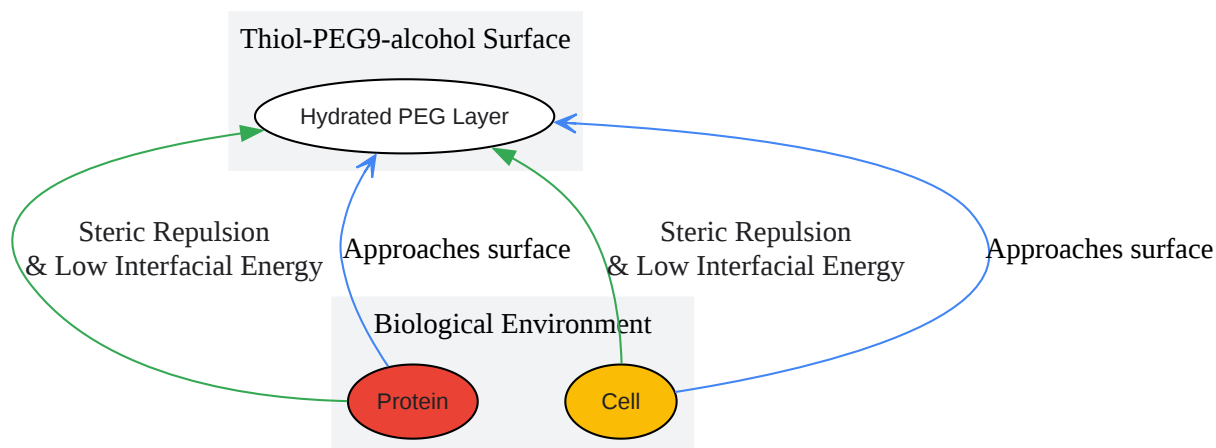 Thiol-PEG9-alcohol Surface
Hydrated PEG Layer
Steric Repulsion
& Low Interfacial Energy
Approaches surface
Steric Repulsion
& Low Interfacial Energy
Approaches surface
Biological Environment
Protein
Cell